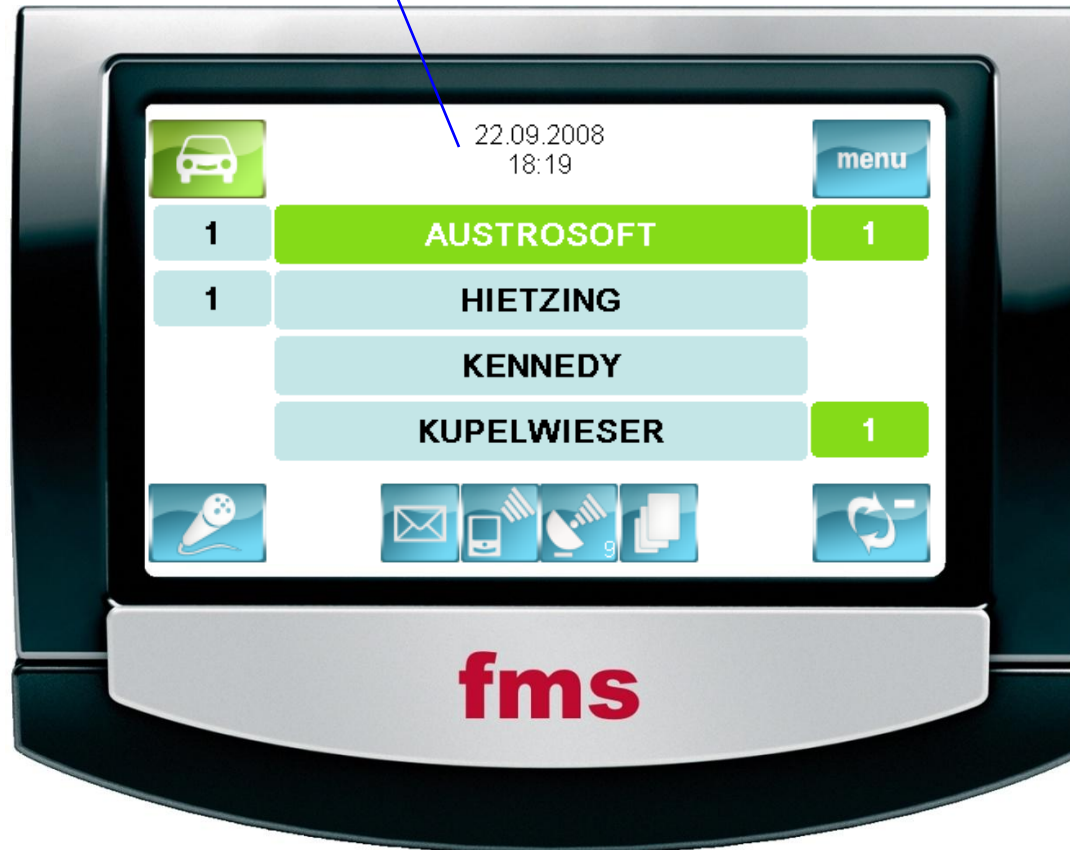 22.09.2008
18:19
menu
1 AUSTROSOFT 1
1 HIETZING
KENNEDY
KUPELWIESER 1
9
fms